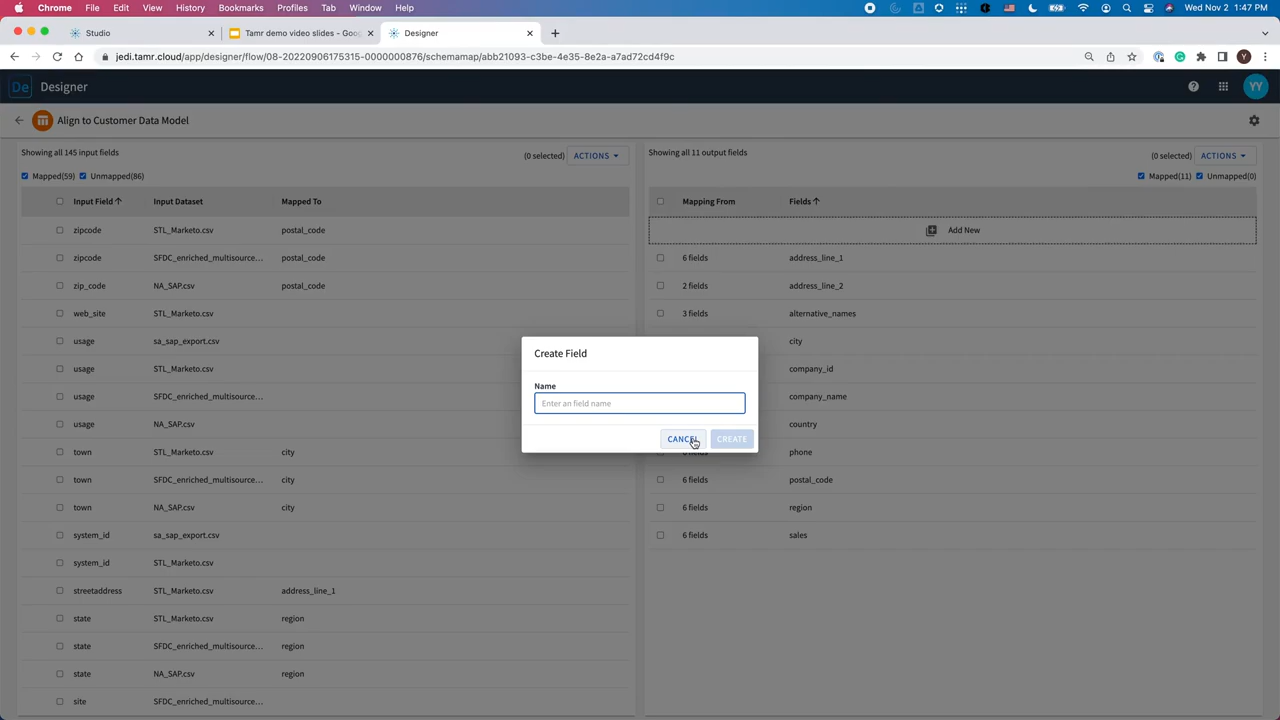 Chrome File Edit View History Bookmarks Profiles Tab Window Help Wed Nov 2 1:47 PM
Studio Tamr demo video slides - Goog Designer
jedi.tamr.cloud/app/designer/flow/08-20220906175315-0000000876/schemamap/abb21093-c3be-4e35-8e2a-a7ad72cd4f9c Y
De Designer YY
Align to Customer Data Model
Showing all 145 input fields (0 selected) ACTIONS
Mapped(59) Unmapped(86)
Input Field Input Dataset Mapped To
zipcode STL_Marketo.csv postal_code
zipcode SFDC_enriched_multisource... postal_code
zip_code NA_SAP.csv postal_code
web_site STL_Marketo.csv
usage sa_sap_export.csv
usage STL_Marketo.csv
usage SFDC_enriched_multisource...
usage NA_SAP.csv
town STL_Marketo.csv city
town SFDC_enriched_multisource... city
town NA_SAP.csv city
system_id sa_sap_export.csv
system_id STL_Marketo.csv
streetaddress STL_Marketo.csv address_line_1
state STL_Marketo.csv region
state SFDC_enriched_multisource... region
state NA_SAP.csv region
site SFDC_enriched_multisource...
Showing all 11 output fields (0 selected) ACTIONS
Mapped(11) Unmapped(0)
Mapping From Fields
Add New
6 fields address_line_1
2 fields address_line_2
3 fields alternative_names
city
company_id
company_name
country
phone
6 fields postal_code
6 fields region
6 fields sales
Create Field
Name
Enter an field name
CANCEL CREATE